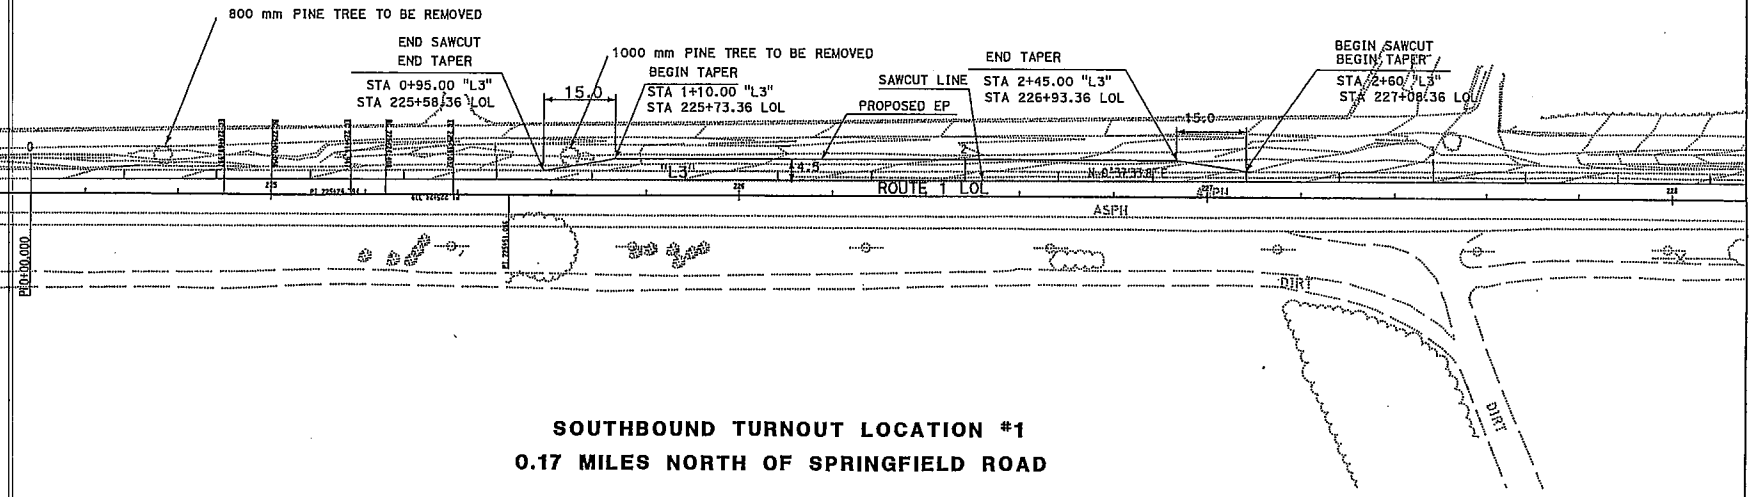 800 mm PINE TREE TO BE REMOVED
END SAWCUT
END TAPER
STA 0+95.00 "L3"
STA 225+58.36 LOL
15.0
1000 mm PINE TREE TO BE REMOVED
BEGIN TAPER
STA 1+10.00 "L3"
STA 225+73.36 LOL
SAWCUT LINE
PROPOSED EP
END TAPER
STA 2+45.00 "L3"
STA 226+93.36 LOL
BEGIN SAWCUT
BEGIN TAPER
STA 2+60 "L3"
STA 227+08.36 LOL
15.0
0
"L3"
4.5
2
225
226
ROUTE 1 LOL
227
228
ASPH
DIRT
DIRT
SOUTHBOUND TURNOUT LOCATION #1
0.17 MILES NORTH OF SPRINGFIELD ROAD